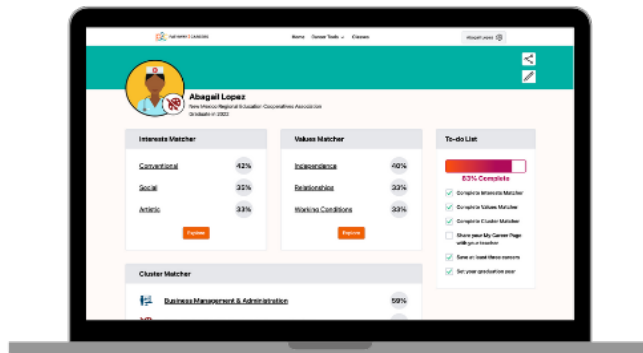 Home Career Tools Classes
Abagail Lopez
Abagail Lopez
New Mexico Regional Education Cooperatives Association
Graduate in 2022
Interests Matcher
Conventional 42%
Social 35%
Artistic 33%
Explore
Values Matcher
Independence 40%
Relationships 33%
Working Conditions 33%
Explore
To-do List
83% Complete
Complete Interests Matcher
Complete Values Matcher
Complete Cluster Matcher
Share your My Career Page
with your teacher
Save at least three careers
Set your graduation year
Cluster Matcher
Business Management & Administration 59%